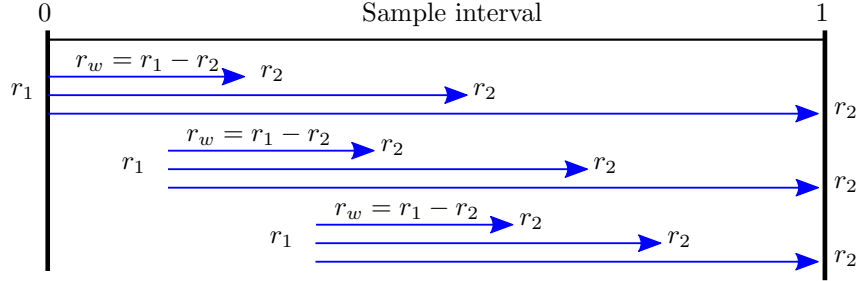 0 Sample interval 1
r_w = r_1 − r_2 r_2
r_1 r_2
r_2
r_w = r_1 − r_2 r_2
r_1 r_2
r_2
r_w = r_1 − r_2 r_2
r_1 r_2
r_2